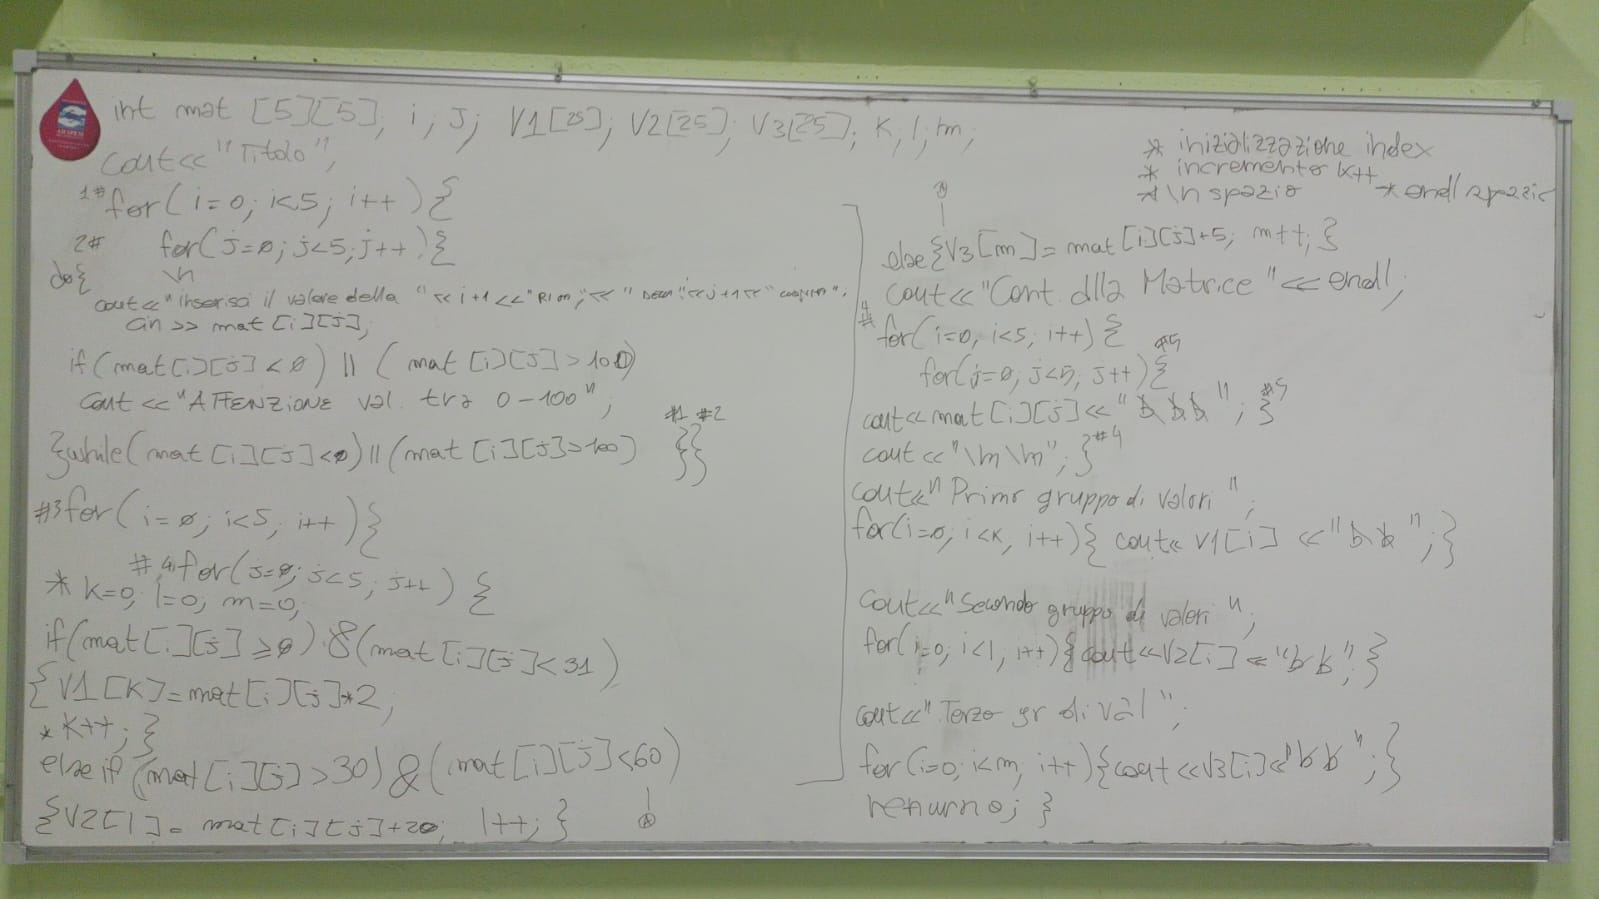 int mat [5][5], i, J; V1[25]; V2[25]; V3[25]; K, l, m;
cout<< "Titolo";
1# for(i=0; i<5; i++){
2# for(j=0; j<5; j++){
do{ \n
cout<<"Inserisci il valore della "<<i+1<<" ;"<<" "<<j+1<<" ";
cin >> mat [i][j];
if(mat[i][j]<0) || ( mat[i][j]>100)
cout <<"ATTENZIONE val. tra 0-100";
}while(mat[i][j]<0)||(mat[i][j]>100) }}
#1 #2
#3 for(i=0; i<5; i++){
#4 for(j=0; j<5; j++) {
* k=0; l=0; m=0;
if(mat[i][j] ≥0) & (mat[i][j]<31)
{V1[K]=mat[i][j]*2;
* K++; }
else if (mat[i][j]>30) & (mat[i][j]<60)
{V2[l]= mat[i][j]+20; l++; } A
* inizializzazione index
* incremento k++
* \n spazio * endl spazio
A
else{V3[m]=mat[i][j]+5; m++; }
cout<<"Cont. dlla Matrice "<<endl;
4# for(i=0, i<5; i++){
for(j=0, j<5, j++){ #5
cout<<mat[i][j]<<"b b b"; } #5
cout <<"\n\n"; } #4
cout<<"Primo gruppo di valori ";
for(i=0; i<K, i++){ cout<< V1[i] <<"b b"; }
Cout<<"Secondo gruppo di valori ";
for(i=0, i<l, i++){cout<<V2[i]<<"b b"; }
cout<<"Terzo gr di val";
for(i=0, i<m, i++){cout<<V3[i]<<"b b"; }
return 0; }